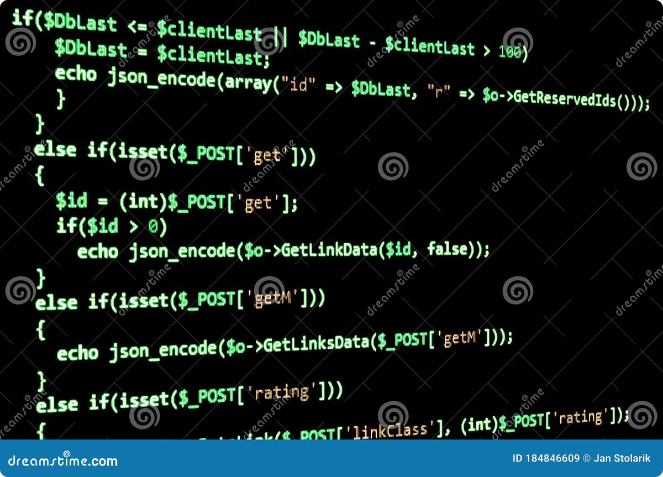 if($DbLast <= $clientLast || $DbLast - $clientLast > 100)
$DbLast = $clientLast;
echo json_encode(array("id" => $DbLast, "r" => $o->GetReservedIds()));
}
}
else if(isset($_POST['get']))
{
$id = (int)$_POST['get'];
if($id > 0)
echo json_encode($o->GetLinkData($id, false));
}
else if(isset($_POST['getM']))
{
echo json_encode($o->GetLinksData($_POST['getM']));
}
else if(isset($_POST['rating']))
{
$_POST['linkClass'], (int)$_POST['rating']);
dreamstime.com
ID 184846609 © Jan Stolarik